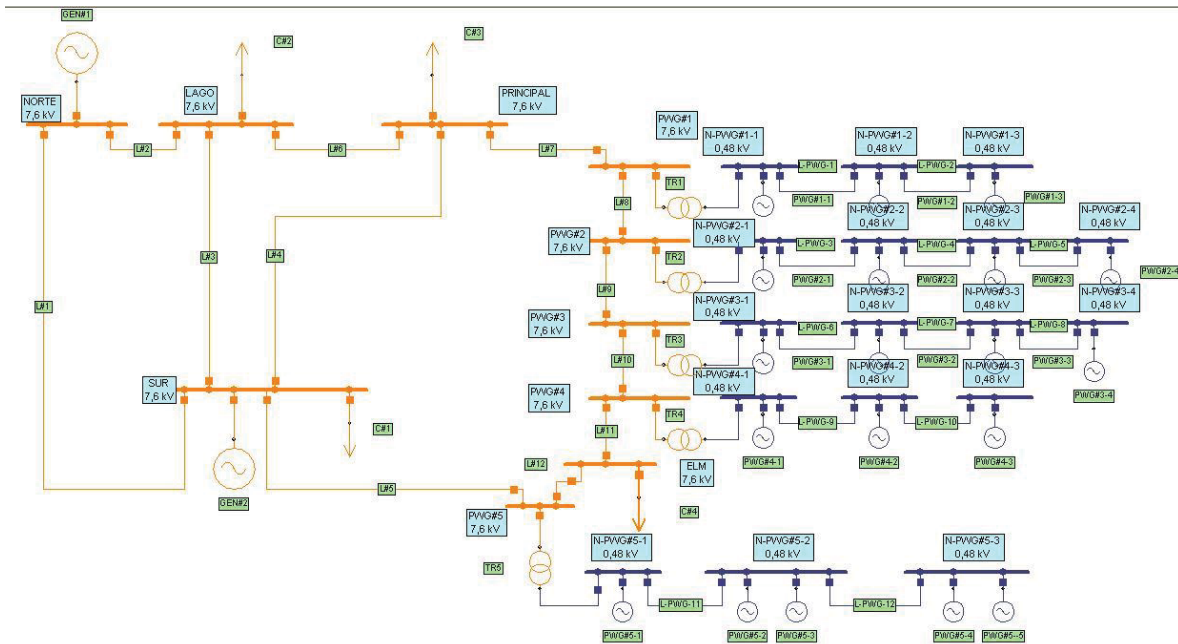 GEN#1
C#2
C#3
NORTE
7,6 kV
LAGO
7,6 kV
PRINCIPAL
7,6 kV
L#2
L#6
L#7
PWG#1
7,6 kV
N-PWG#1-1
0,48 kV
N-PWG#1-2
0,48 kV
N-PWG#1-3
0,48 kV
L-PWG-1
L-PWG-2
TR1
L#8
PWG#1-1
PWG#1-2
PWG#1-3
PWG#2
7,6 kV
N-PWG#2-1
0,48 kV
N-PWG#2-2
0,48 kV
N-PWG#2-3
0,48 kV
N-PWG#2-4
0,48 kV
L-PWG-3
L-PWG-4
L-PWG-5
L#3
L#4
TR2
L#9
PWG#2-1
PWG#2-2
PWG#2-3
PWG#2-4
L#1
PWG#3
7,6 kV
N-PWG#3-1
0,48 kV
N-PWG#3-2
0,48 kV
N-PWG#3-3
0,48 kV
N-PWG#3-4
0,48 kV
L-PWG-6
L-PWG-7
L-PWG-8
TR3
L#10
PWG#3-1
PWG#3-2
PWG#3-3
PWG#3-4
SUR
7,6 kV
PWG#4
7,6 kV
N-PWG#4-1
0,48 kV
N-PWG#4-2
0,48 kV
N-PWG#4-3
0,48 kV
TR4
L-PWG-9
L-PWG-10
C#1
L#11
PWG#4-1
PWG#4-2
PWG#4-3
L#12
ELM
7,6 kV
GEN#2
L#5
C#4
PWG#5
7,6 kV
TR5
N-PWG#5-1
0,48 kV
N-PWG#5-2
0,48 kV
N-PWG#5-3
0,48 kV
L-PWG-11
L-PWG-12
PWG#5-1
PWG#5-2
PWG#5-3
PWG#5-4
PWG#5--5